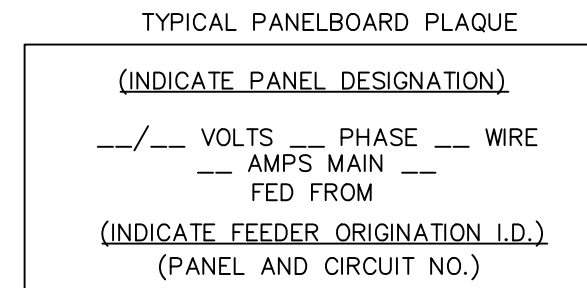 TYPICAL PANELBOARD PLAQUE
(INDICATE PANEL DESIGNATION)
__/__ VOLTS __ PHASE __ WIRE
__ AMPS MAIN __
FED FROM
(INDICATE FEEDER ORIGINATION I.D.)
(PANEL AND CIRCUIT NO.)